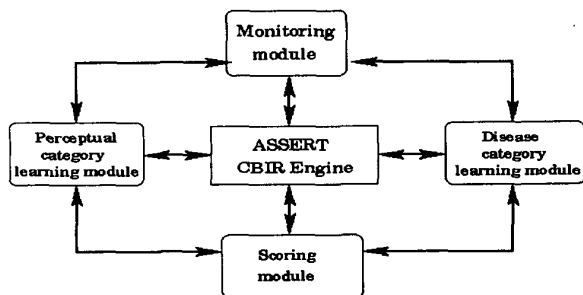 Monitoring
module
Perceptual
category
learning module
ASSERT
CBIR Engine
Disease
category
learning module
Scoring
module